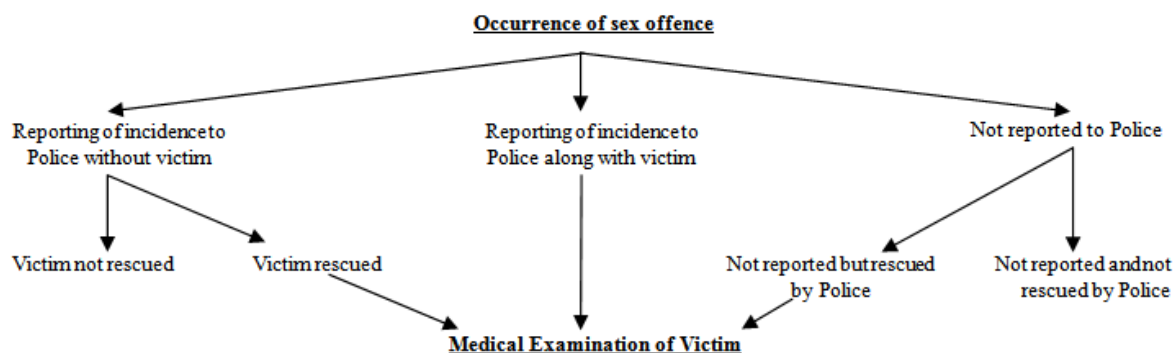 Occurrence of sex offence
Reporting of incidence to
Police without victim
Reporting of incidence to
Police along with victim
Not reported to Police
Victim not rescued
Victim rescued
Not reported but rescued
by Police
Not reported and not
rescued by Police
Medical Examination of Victim